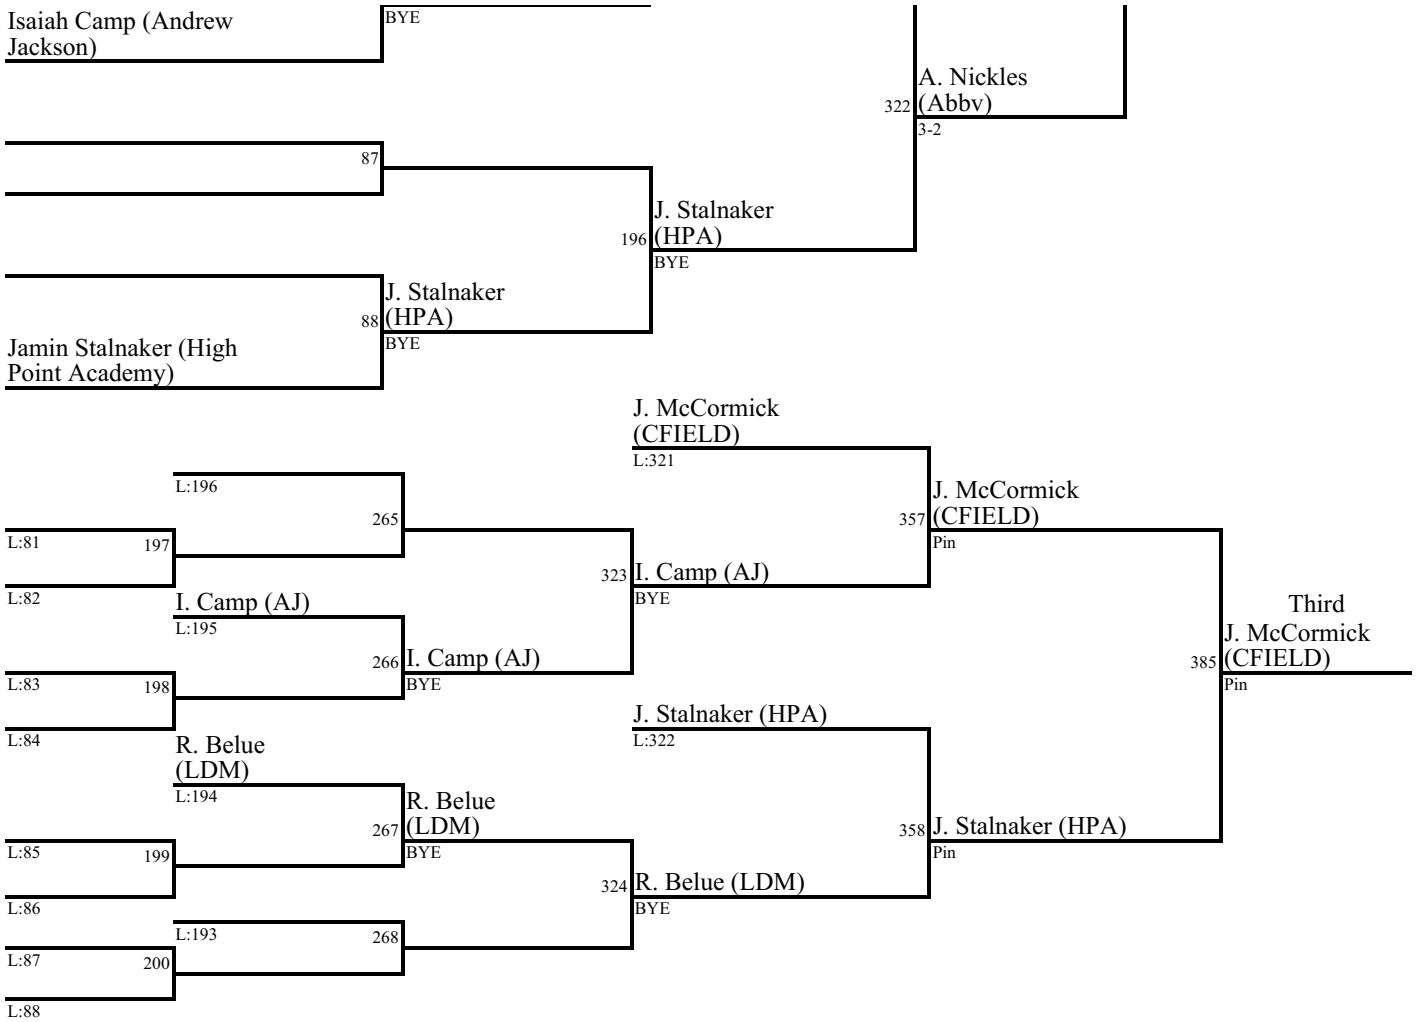 Isaiah Camp (Andrew
Jackson)
BYE
A. Nickles
322 (Abbv)
3-2
87
J. Stalnaker
196 (HPA)
BYE
J. Stalnaker
88 (HPA)
BYE
Jamin Stalnaker (High
Point Academy)
J. McCormick
(CFIELD)
L:321
L:196
J. McCormick
265
357 (CFIELD)
L:81
197
Pin
323 I. Camp (AJ)
L:82
BYE
I. Camp (AJ)
L:195
Third
J. McCormick
266 I. Camp (AJ)
385 (CFIELD)
L:83
198
BYE
Pin
J. Stalnaker (HPA)
L:84
L:322
R. Belue
(LDM)
L:194
R. Belue
267 (LDM)
358 J. Stalnaker (HPA)
L:85
199
BYE
Pin
324 R. Belue (LDM)
L:86
BYE
L:193
268
L:87
200
L:88